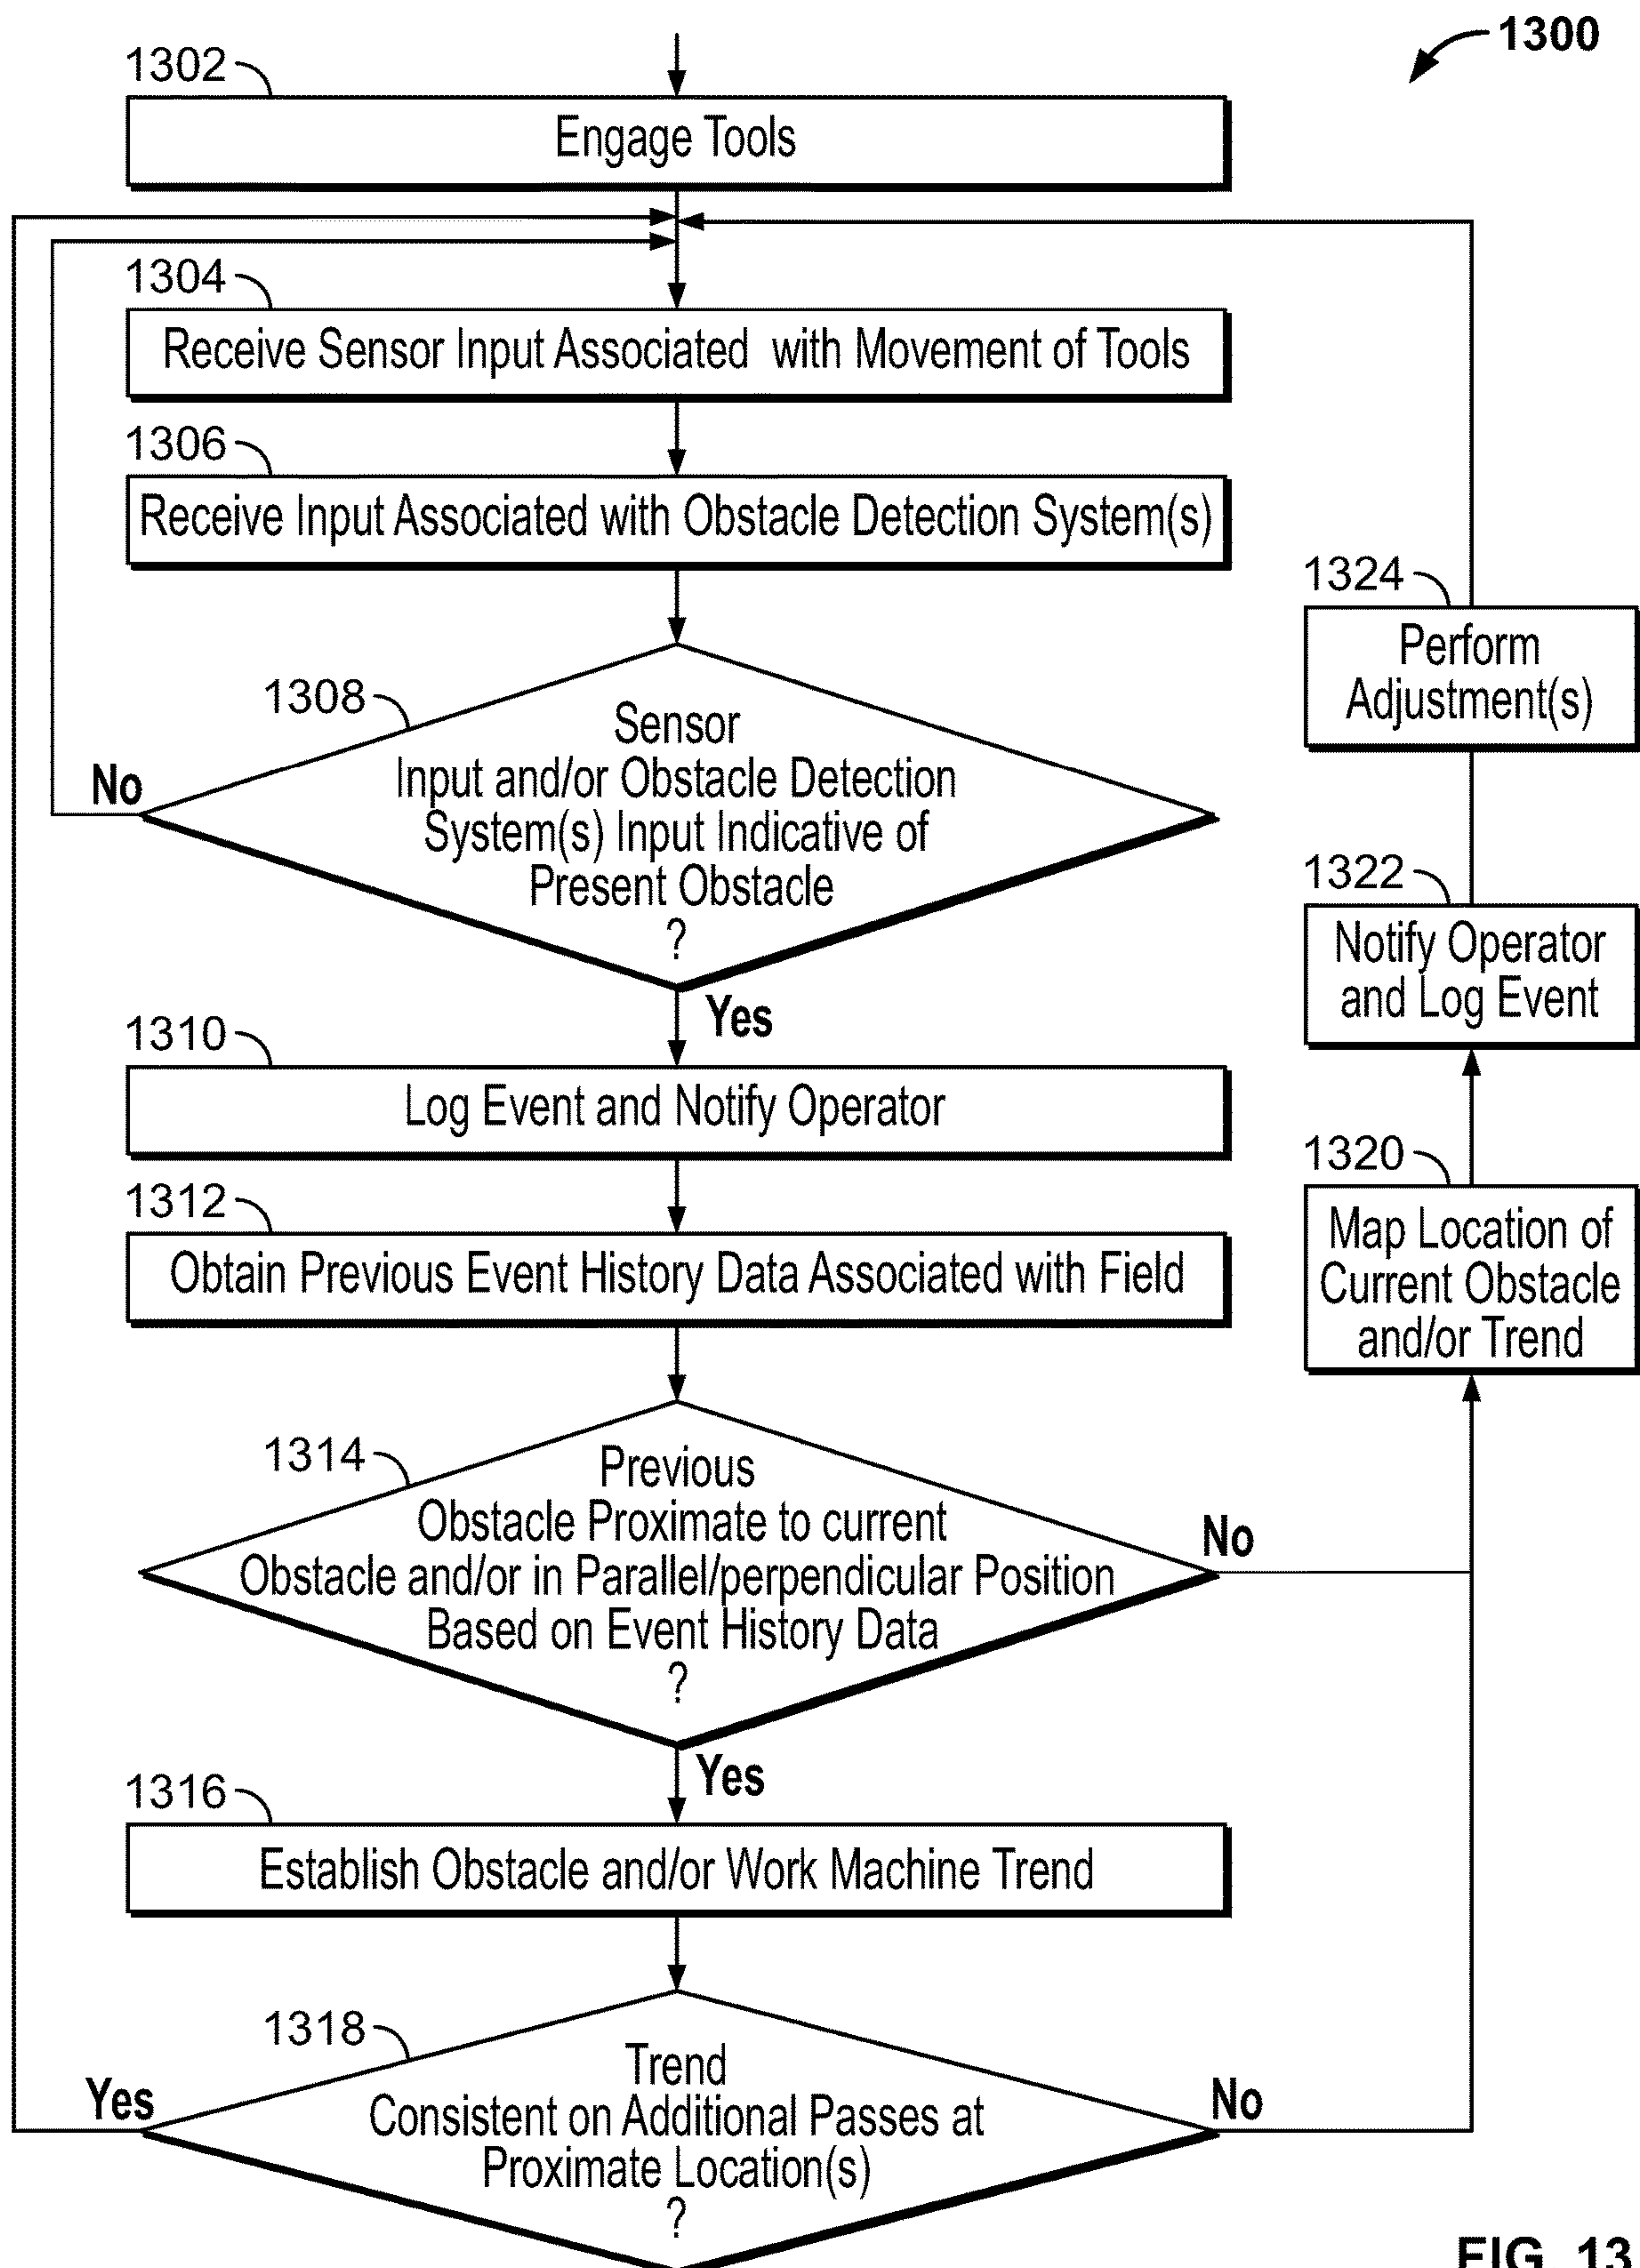 1300
1302
Engage Tools
1304
Receive Sensor Input Associated with Movement of Tools
1306
Receive Input Associated with Obstacle Detection System(s)
1308
Sensor
Input and/or Obstacle Detection
System(s) Input Indicative of
Present Obstacle
?
No
Yes
1310
Log Event and Notify Operator
1312
Obtain Previous Event History Data Associated with Field
1314
Previous
Obstacle Proximate to current
Obstacle and/or in Parallel/perpendicular Position
Based on Event History Data
?
No
Yes
1316
Establish Obstacle and/or Work Machine Trend
1318
Trend
Consistent on Additional Passes at
Proximate Location(s)
?
Yes
No
1320
Map Location of
Current Obstacle
and/or Trend
1322
Notify Operator
and Log Event
1324
Perform
Adjustment(s)
FIG. 13